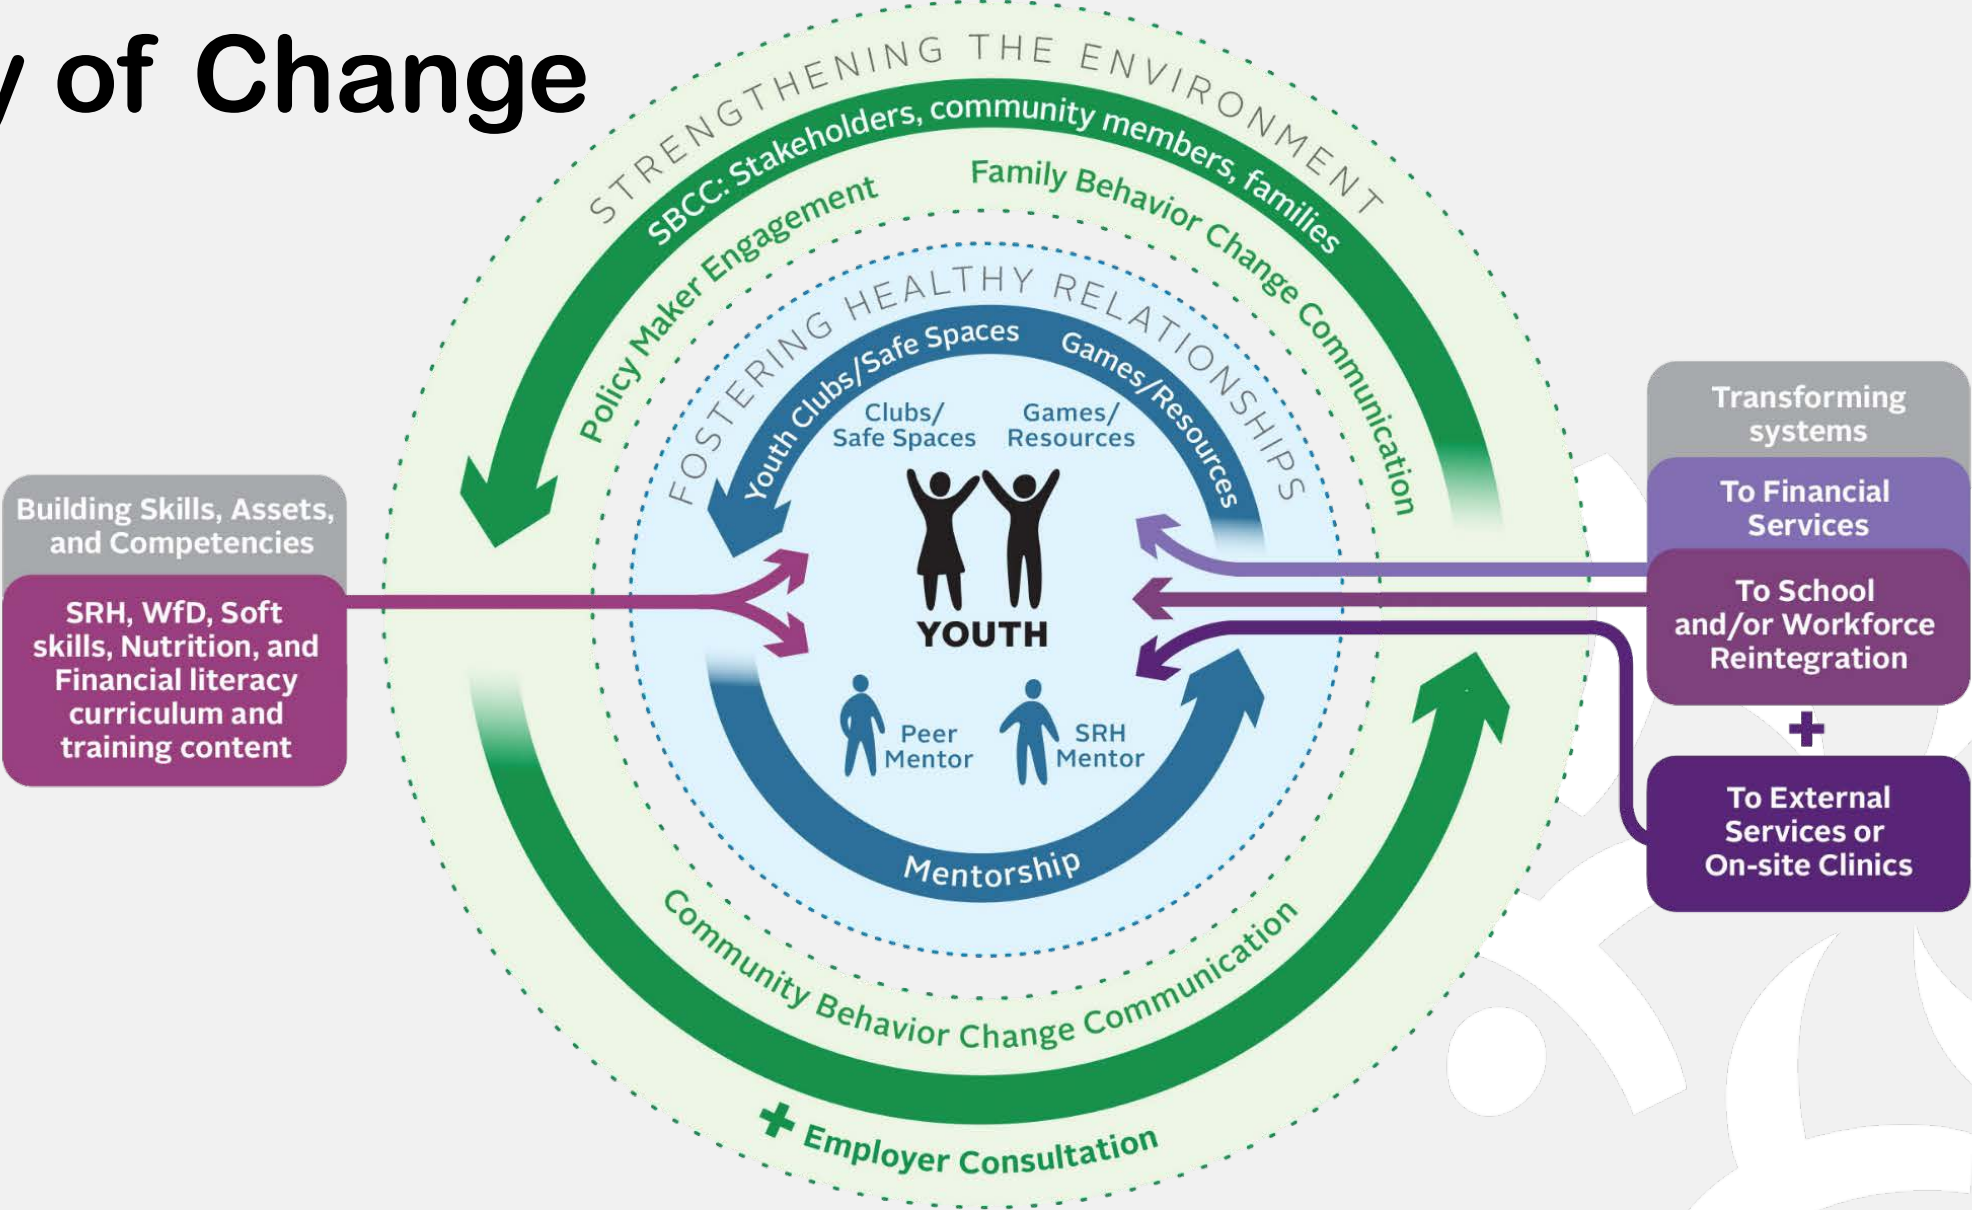 y of Change
STRENGTHENING THE ENVIRONMENT
SBCC: Stakeholders, community members, families
Policy Maker Engagement
Family Behavior Change Communication
FOSTERING HEALTHY RELATIONSHIPS
Youth Clubs/Safe Spaces
Games/Resources
Clubs/
Safe Spaces
Games/
Resources
YOUTH
Peer
Mentor
SRH
Mentor
Mentorship
Community Behavior Change Communication
+ Employer Consultation
Building Skills, Assets,
and Competencies
SRH, WfD, Soft
skills, Nutrition, and
Financial literacy
curriculum and
training content
Transforming
systems
To Financial
Services
To School
and/or Workforce
Reintegration
+
To External
Services or
On-site Clinics